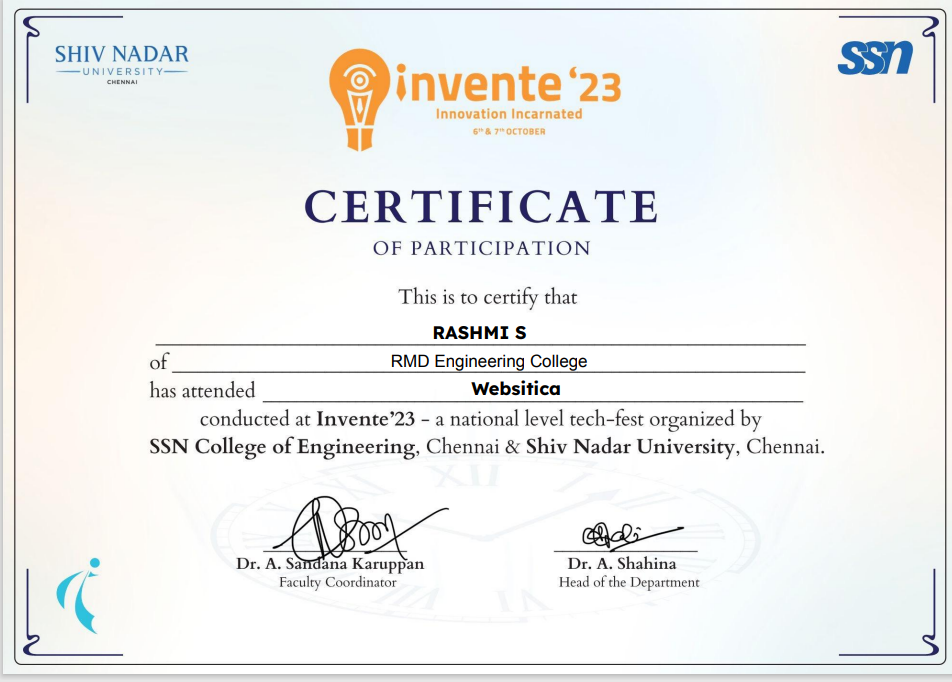 SHIV NADAR
UNIVERSITY
CHENNAI
SSN
invente '23
Innovation Incarnated
6th & 7th OCTOBER
CERTIFICATE
OF PARTICIPATION
This is to certify that
RASHMI S
of RMD Engineering College
has attended Websitica
conducted at Invente'23 - a national level tech-fest organized by
SSN College of Engineering, Chennai & Shiv Nadar University, Chennai.
XII
Dr. A. Sandana Karuppan
Faculty Coordinator
Dr. A. Shahina
Head of the Department